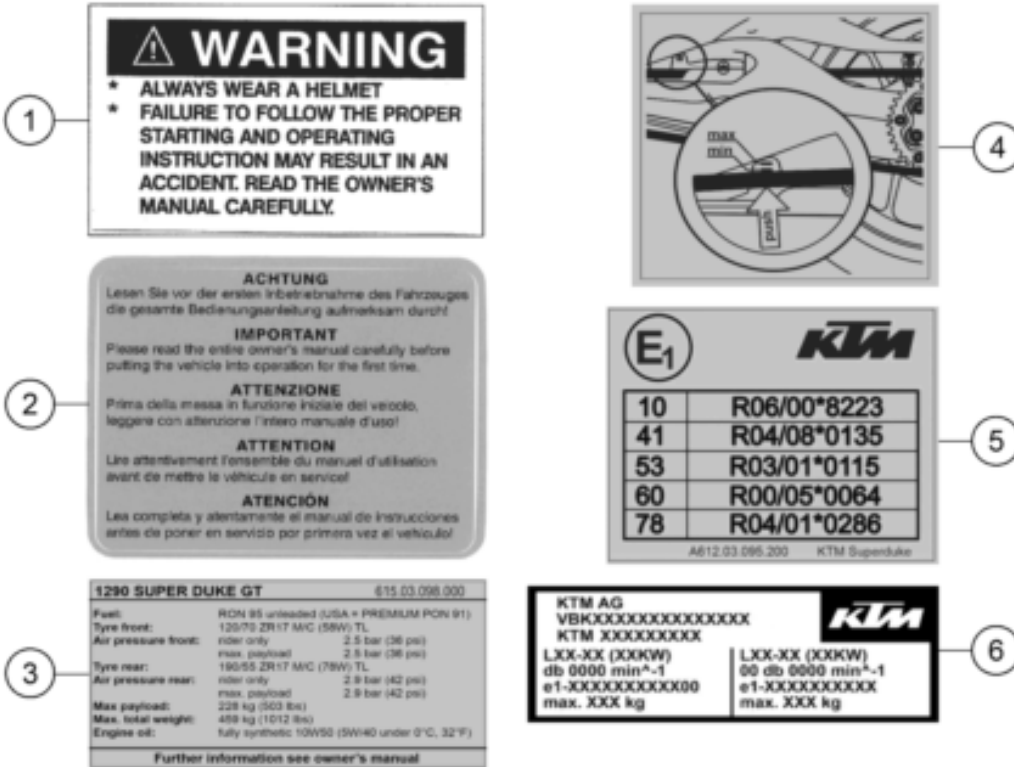 1
WARNING
* ALWAYS WEAR A HELMET
* FAILURE TO FOLLOW THE PROPER
STARTING AND OPERATING
INSTRUCTION MAY RESULT IN AN
ACCIDENT. READ THE OWNER'S
MANUAL CAREFULLY.
2
ACHTUNG
Lesen Sie vor der ersten Inbetriebnahme des Fahrzeuges
die gesamte Bedienungsanleitung aufmerksam durch!
IMPORTANT
Please read the entire owner's manual carefully before
putting the vehicle into operation for the first time.
ATTENZIONE
Prima della messa in funzione iniziale del veicolo,
leggere con attenzione l'intero manuale d'uso!
ATTENTION
Lire attentivement l'ensemble du manuel d'utilisation
avant de mettre le véhicule en service!
ATENCIÓN
Lea completa y atentamente el manual de instrucciones
antes de poner en servicio por primera vez el vehículo!
3
1290 SUPER DUKE GT 615.03.098.000
Fuel: RON 95 unleaded (USA = PREMIUM PON 91)
Tyre front: 120/70 ZR17 M/C (58W) TL
Air pressure front: rider only 2.5 bar (36 psi)
max. payload 2.5 bar (36 psi)
Tyre rear: 190/55 ZR17 M/C (78W) TL
Air pressure rear: rider only 2.9 bar (42 psi)
max. payload 2.9 bar (42 psi)
Max payload: 228 kg (503 lbs)
Max. total weight: 459 kg (1012 lbs)
Engine oil: fully synthetic 10W50 (5W/40 under 0°C, 32°F)
Further information see owner's manual
4
max
min
push
5
E1 KTM
10 R06/00*8223
41 R04/08*0135
53 R03/01*0115
60 R00/05*0064
78 R04/01*0286
A612.03.095.200 KTM Superduke
6
KTM AG
VBKXXXXXXXXXXXXXX
KTM XXXXXXXXX
KTM
LXX-XX (XXKW)
db 0000 min^-1
e1-XXXXXXXXXX00
max. XXX kg
LXX-XX (XXKW)
00 db 0000 min^-1
e1-XXXXXXXXXX
max. XXX kg